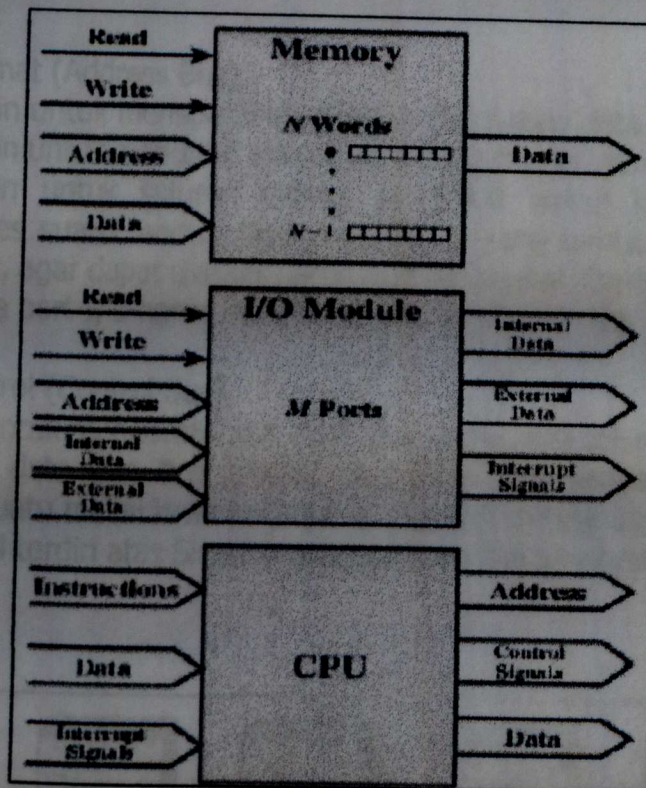 Read
Write
Address
Data
Memory
N Words
0
N – 1
Data
Read
Write
Address
Internal
Data
External
Data
I/O Module
M Ports
Internal
Data
External
Data
Interrupt
Signals
Instructions
Data
Interrupt
Signals
CPU
Address
Control
Signals
Data